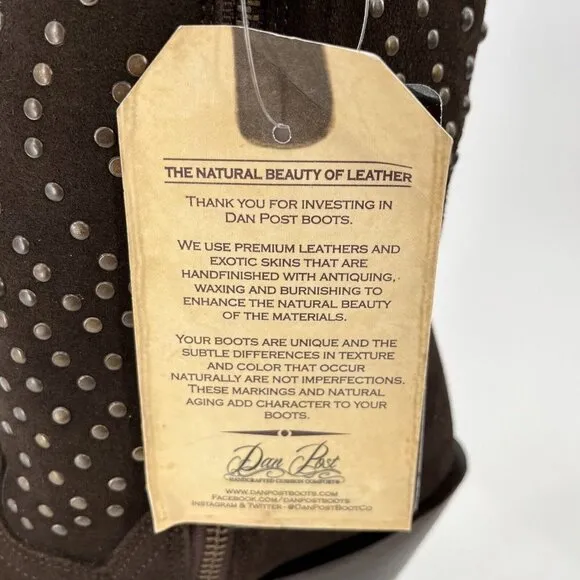 THE NATURAL BEAUTY OF LEATHER
THANK YOU FOR INVESTING IN
DAN POST BOOTS.
WE USE PREMIUM LEATHERS AND
EXOTIC SKINS THAT ARE
HANDFINISHED WITH ANTIQUING,
WAXING AND BURNISHING TO
ENHANCE THE NATURAL BEAUTY
OF THE MATERIALS.
YOUR BOOTS ARE UNIQUE AND THE
SUBTLE DIFFERENCES IN TEXTURE
AND COLOR THAT OCCUR
NATURALLY ARE NOT IMPERFECTIONS.
THESE MARKINGS AND NATURAL
AGING ADD CHARACTER TO YOUR
BOOTS.
Dan Post
HANDCRAFTED CUSHION COMFORT
WWW.DANPOSTBOOTS.COM
FACEBOOK.COM/DANPOSTBOOTS
INSTAGRAM & TWITTER - @DANPOSTBOOTCO